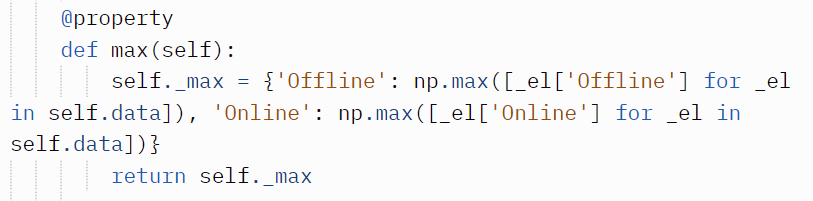 @property
def max(self):
self._max = {'Offline': np.max([_el['Offline'] for _el
in self.data]), 'Online': np.max([_el['Online'] for _el in
self.data])}
return self._max